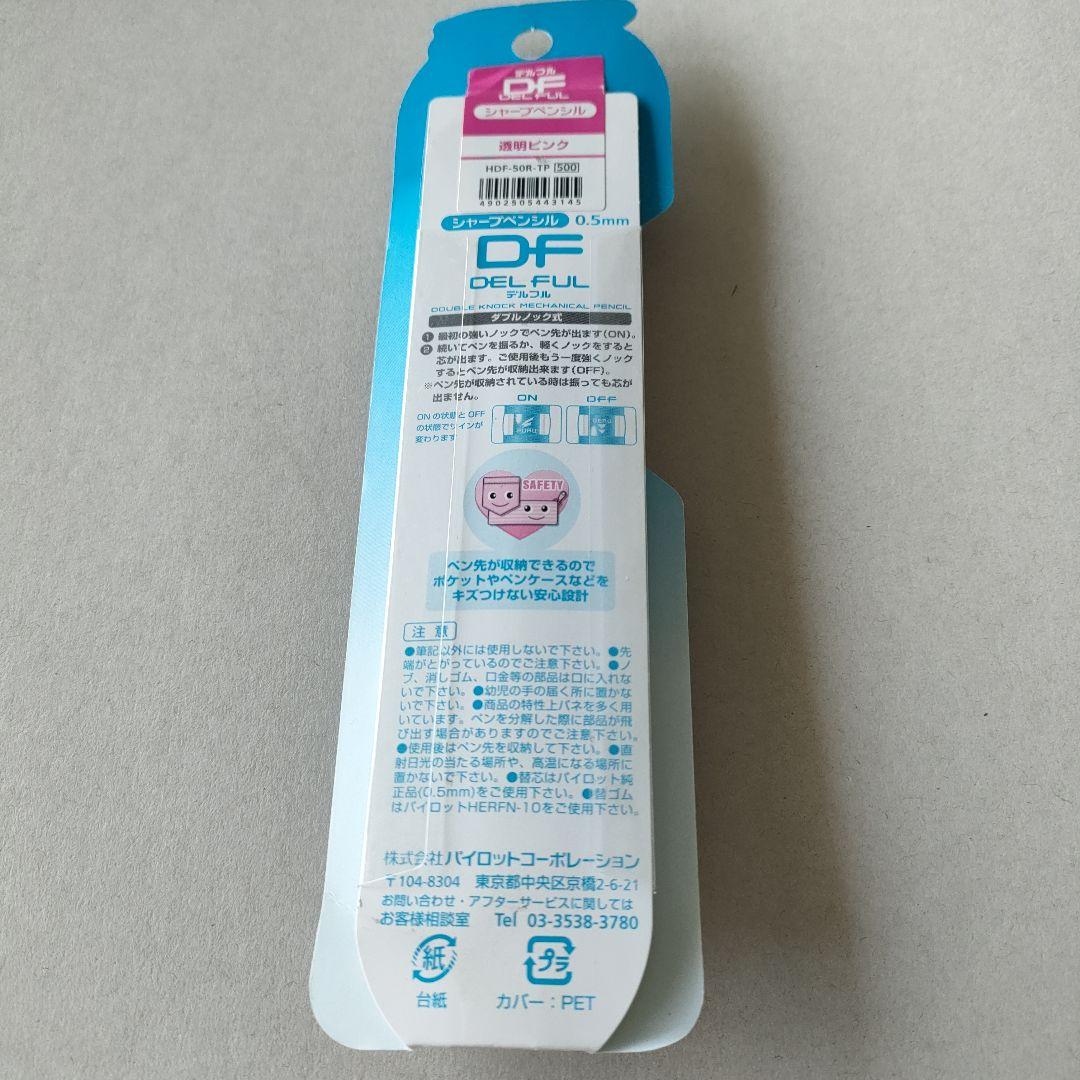 デルフル
DF
DEL FUL
シャープペンシル
透明ピンク
HDF-50R-TP 500
4902505443145
シャープペンシル 0.5mm
DF
DEL FUL
デルフル
DOUBLE KNOCK MECHANICAL PENCIL
ダブルノック式
1 最初の強いノックでペン先が出ます(ON)。
2 続いてペンを振るか、軽くノックをすると
芯が出ます。ご使用後もう一度強くノック
するとペン先が収納出来ます(OFF)。
※ペン先が収納されている時は振っても芯が
出ません。
ON OFF
ONの状態とOFF
の状態でサインが
変わります
SAFETY
ペン先が収納できるので
ポケットやペンケースなどを
キズつけない安心設計
注意
●筆記以外には使用しないで下さい。●先
端がとがっているのでご注意下さい。●ノ
ブ、消しゴム、口金等の部品は口に入れな
いで下さい。●幼児の手の届く所に置かな
いで下さい。●商品の特性上バネを多く用
いています。ペンを分解した際に部品が飛
び出す場合がありますのでご注意下さい。
●使用後はペン先を収納して下さい。●直
射日光の当たる場所や、高温になる場所に
置かないで下さい。●替芯はパイロット純
正品(0.5mm)をご使用下さい。●替ゴム
はパイロットHERFN-10をご使用下さい。
株式会社パイロットコーポレーション
〒104-8304 東京都中央区京橋2-6-21
お問い合わせ・アフターサービスに関しては
お客様相談室 Tel 03-3538-3780
紙 プラ
台紙 カバー：PET